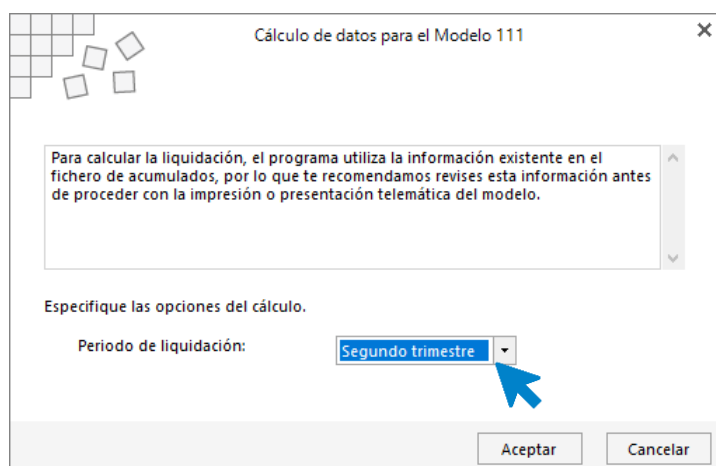 Cálculo de datos para el Modelo 111
Para calcular la liquidación, el programa utiliza la información existente en el
fichero de acumulados, por lo que te recomendamos revises esta información antes
de proceder con la impresión o presentación telemática del modelo.
Especifique las opciones del cálculo.
Periodo de liquidación:
Segundo trimestre
Aceptar
Cancelar